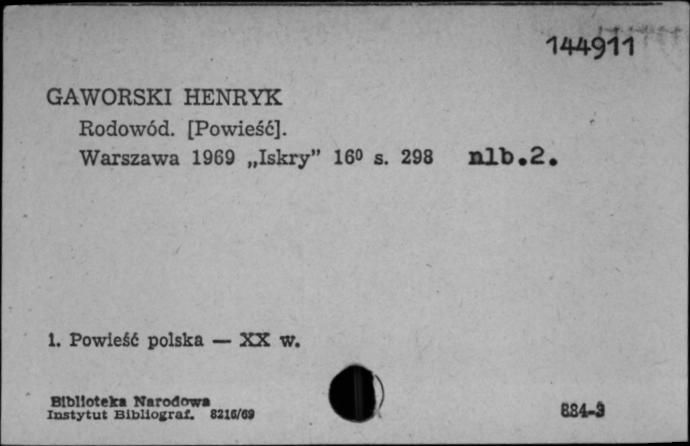 144911
GAWORSKI HENRYK
Rodowód. [Powieść].
Warszawa 1969 „Iskry” 16⁰ s. 298 nlb.2.
1. Powieść polska — XX w.
Biblioteka Narodowa
Instytut Bibliograf. 8216/69
884-3